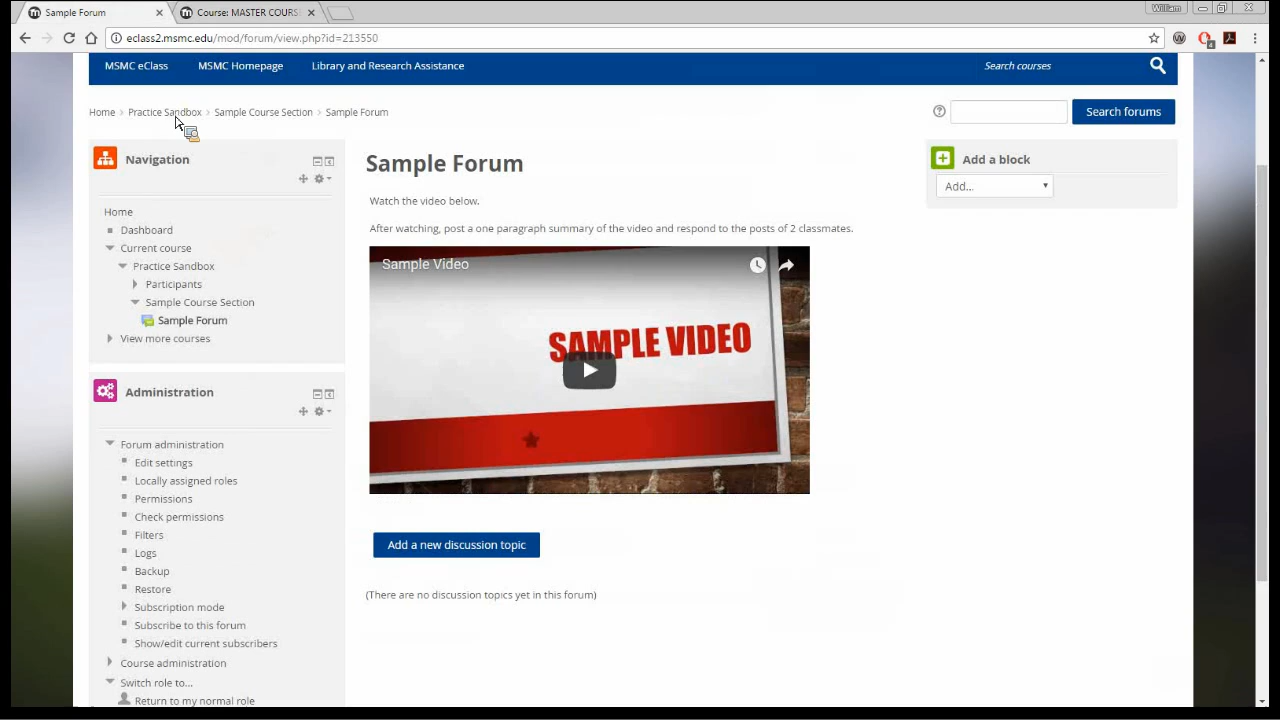 Sample Forum
Course: MASTER COURS
William
eclass2.msmc.edu/mod/forum/view.php?id=213550
MSMC eClass
MSMC Homepage
Library and Research Assistance
Search courses
Home
Practice Sandbox
Sample Course Section
Sample Forum
Search forums
Navigation
Home
Dashboard
Current course
Practice Sandbox
Participants
Sample Course Section
Sample Forum
View more courses
Administration
Forum administration
Edit settings
Locally assigned roles
Permissions
Check permissions
Filters
Logs
Backup
Restore
Subscription mode
Subscribe to this forum
Show/edit current subscribers
Course administration
Switch role to...
Return to my normal role
Sample Forum
Watch the video below.
After watching, post a one paragraph summary of the video and respond to the posts of 2 classmates.
Sample Video
SAMPLE VIDEO
Add a new discussion topic
(There are no discussion topics yet in this forum)
Add a block
Add...